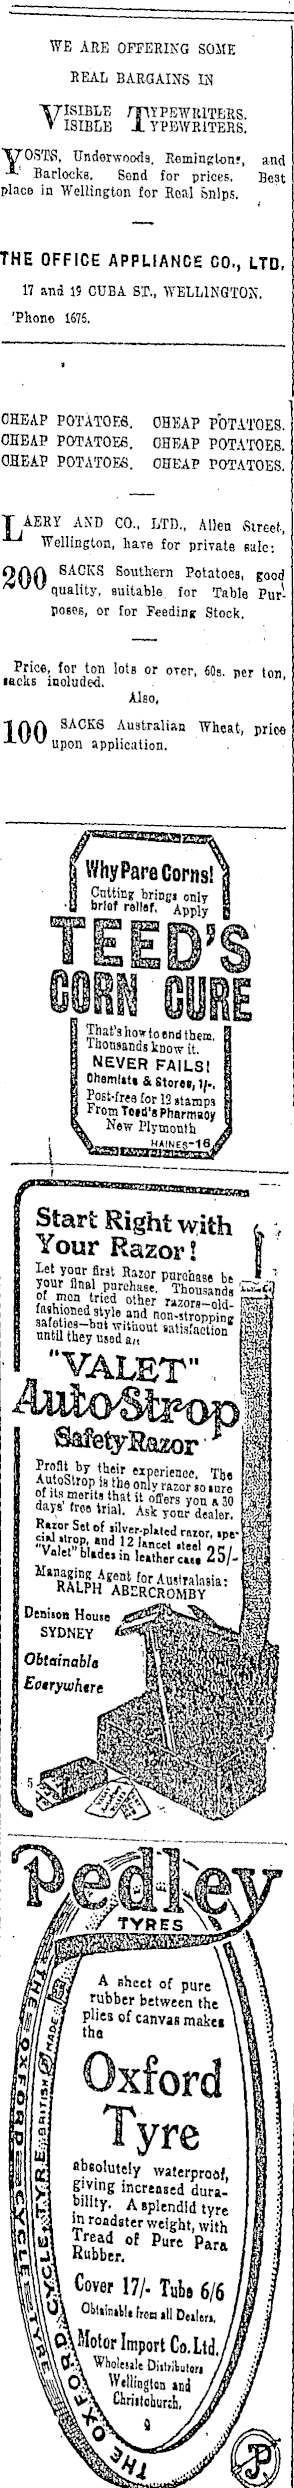 WE ARE OFFERING SOME
REAL BARGAINS IN
VISIBLE TYPEWRITERS.
VISIBLE TYPEWRITERS.
YOSTS, Underwoods, Remingtons, and
Barlocks. Send for prices. Best
place in Wellington for Real Snips.
THE OFFICE APPLIANCE CO., LTD,
17 and 19 CUBA ST., WELLINGTON.
'Phone 1675.
CHEAP POTATOES. CHEAP POTATOES.
CHEAP POTATOES. CHEAP POTATOES.
CHEAP POTATOES. CHEAP POTATOES.
LAERY AND CO., LTD., Allen Street,
Wellington, have for private sale:
200 SACKS Southern Potatoes, good
quality, suitable for Table Pur-
poses, or for Feeding Stock.
Price, for ton lots or over, 60s. per ton,
sacks included.
Also,
100 SACKS Australian Wheat, price
upon application.
Why Pare Corns!
Cutting brings only
brief relief. Apply
TEED'S
CORN CURE
That's how to end them.
Thousands know it.
NEVER FAILS!
Chemists & Stores, 1/-.
Post-free for 12 stamps
From Teed's Pharmacy
New Plymouth
HAINES-16
Start Right with
Your Razor!
Let your first Razor purchase be
your final purchase. Thousands
of men tried other razors—old-
fashioned style and non-stropping
safeties—but without satisfaction
until they used an
"VALET"
AutoStrop
Safety Razor
Profit by their experience. The
AutoStrop is the only razor so sure
of its merits that it offers you a 30
days' free trial. Ask your dealer.
Razor Set of silver-plated razor, spe-
cial strop, and 12 lancet steel
"Valet" blades in leather case 25/-
Managing Agent for Australasia:
RALPH ABERCROMBY
Denison House
SYDNEY
Obtainable
Everywhere
5
Pedley
TYRES
A sheet of pure
rubber between the
plies of canvas makes
the
Oxford
Tyre
absolutely waterproof,
giving increased dura-
bility. A splendid tyre
in roadster weight, with
Tread of Pure Para
Rubber.
Cover 17/- Tube 6/6
Obtainable from all Dealers.
Motor Import Co. Ltd.
Wholesale Distributors
Wellington and
Christchurch.
9
THE OXFORD CYCLE TYRE BRITISH MADE
THE OXFORD CYCLE TYRE
P